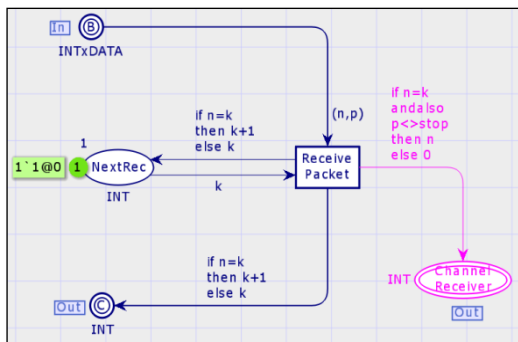 In
B
INTxDATA
if n=k
then k+1
else k
(n,p)
if n=k
andalso
p<>stop
then n
else 0
1
1`1@0
1
NextRec
INT
k
Receive
Packet
if n=k
then k+1
else k
Out
C
INT
INT
Channel
Receiver
Out